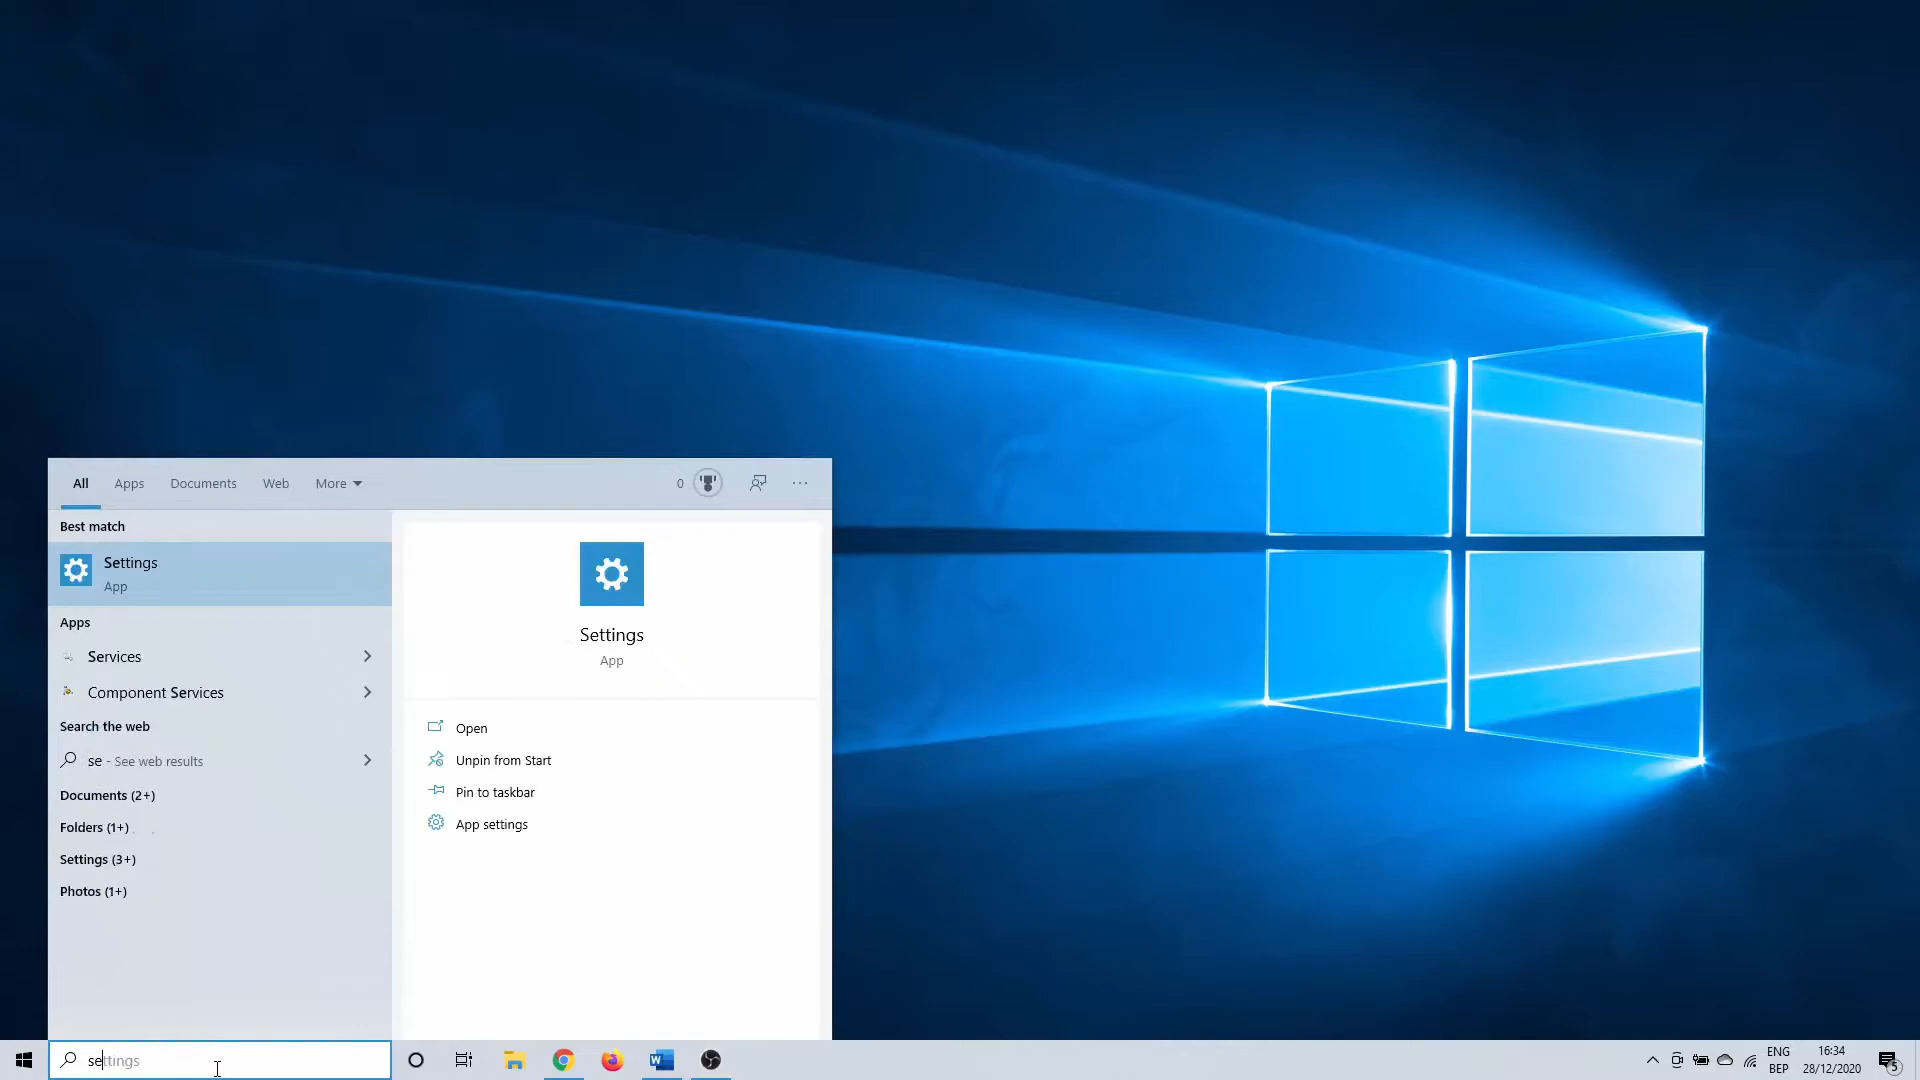 All Apps Documents Web More 0
Best match
Settings
App
Apps
Services
Component Services
Search the web
se - See web results
Documents (2+)
Folders (1+)
Settings (3+)
Photos (1+)
Settings
App
Open
Unpin from Start
Pin to taskbar
App settings
settings
ENG
BEP
16:34
28/12/2020
5